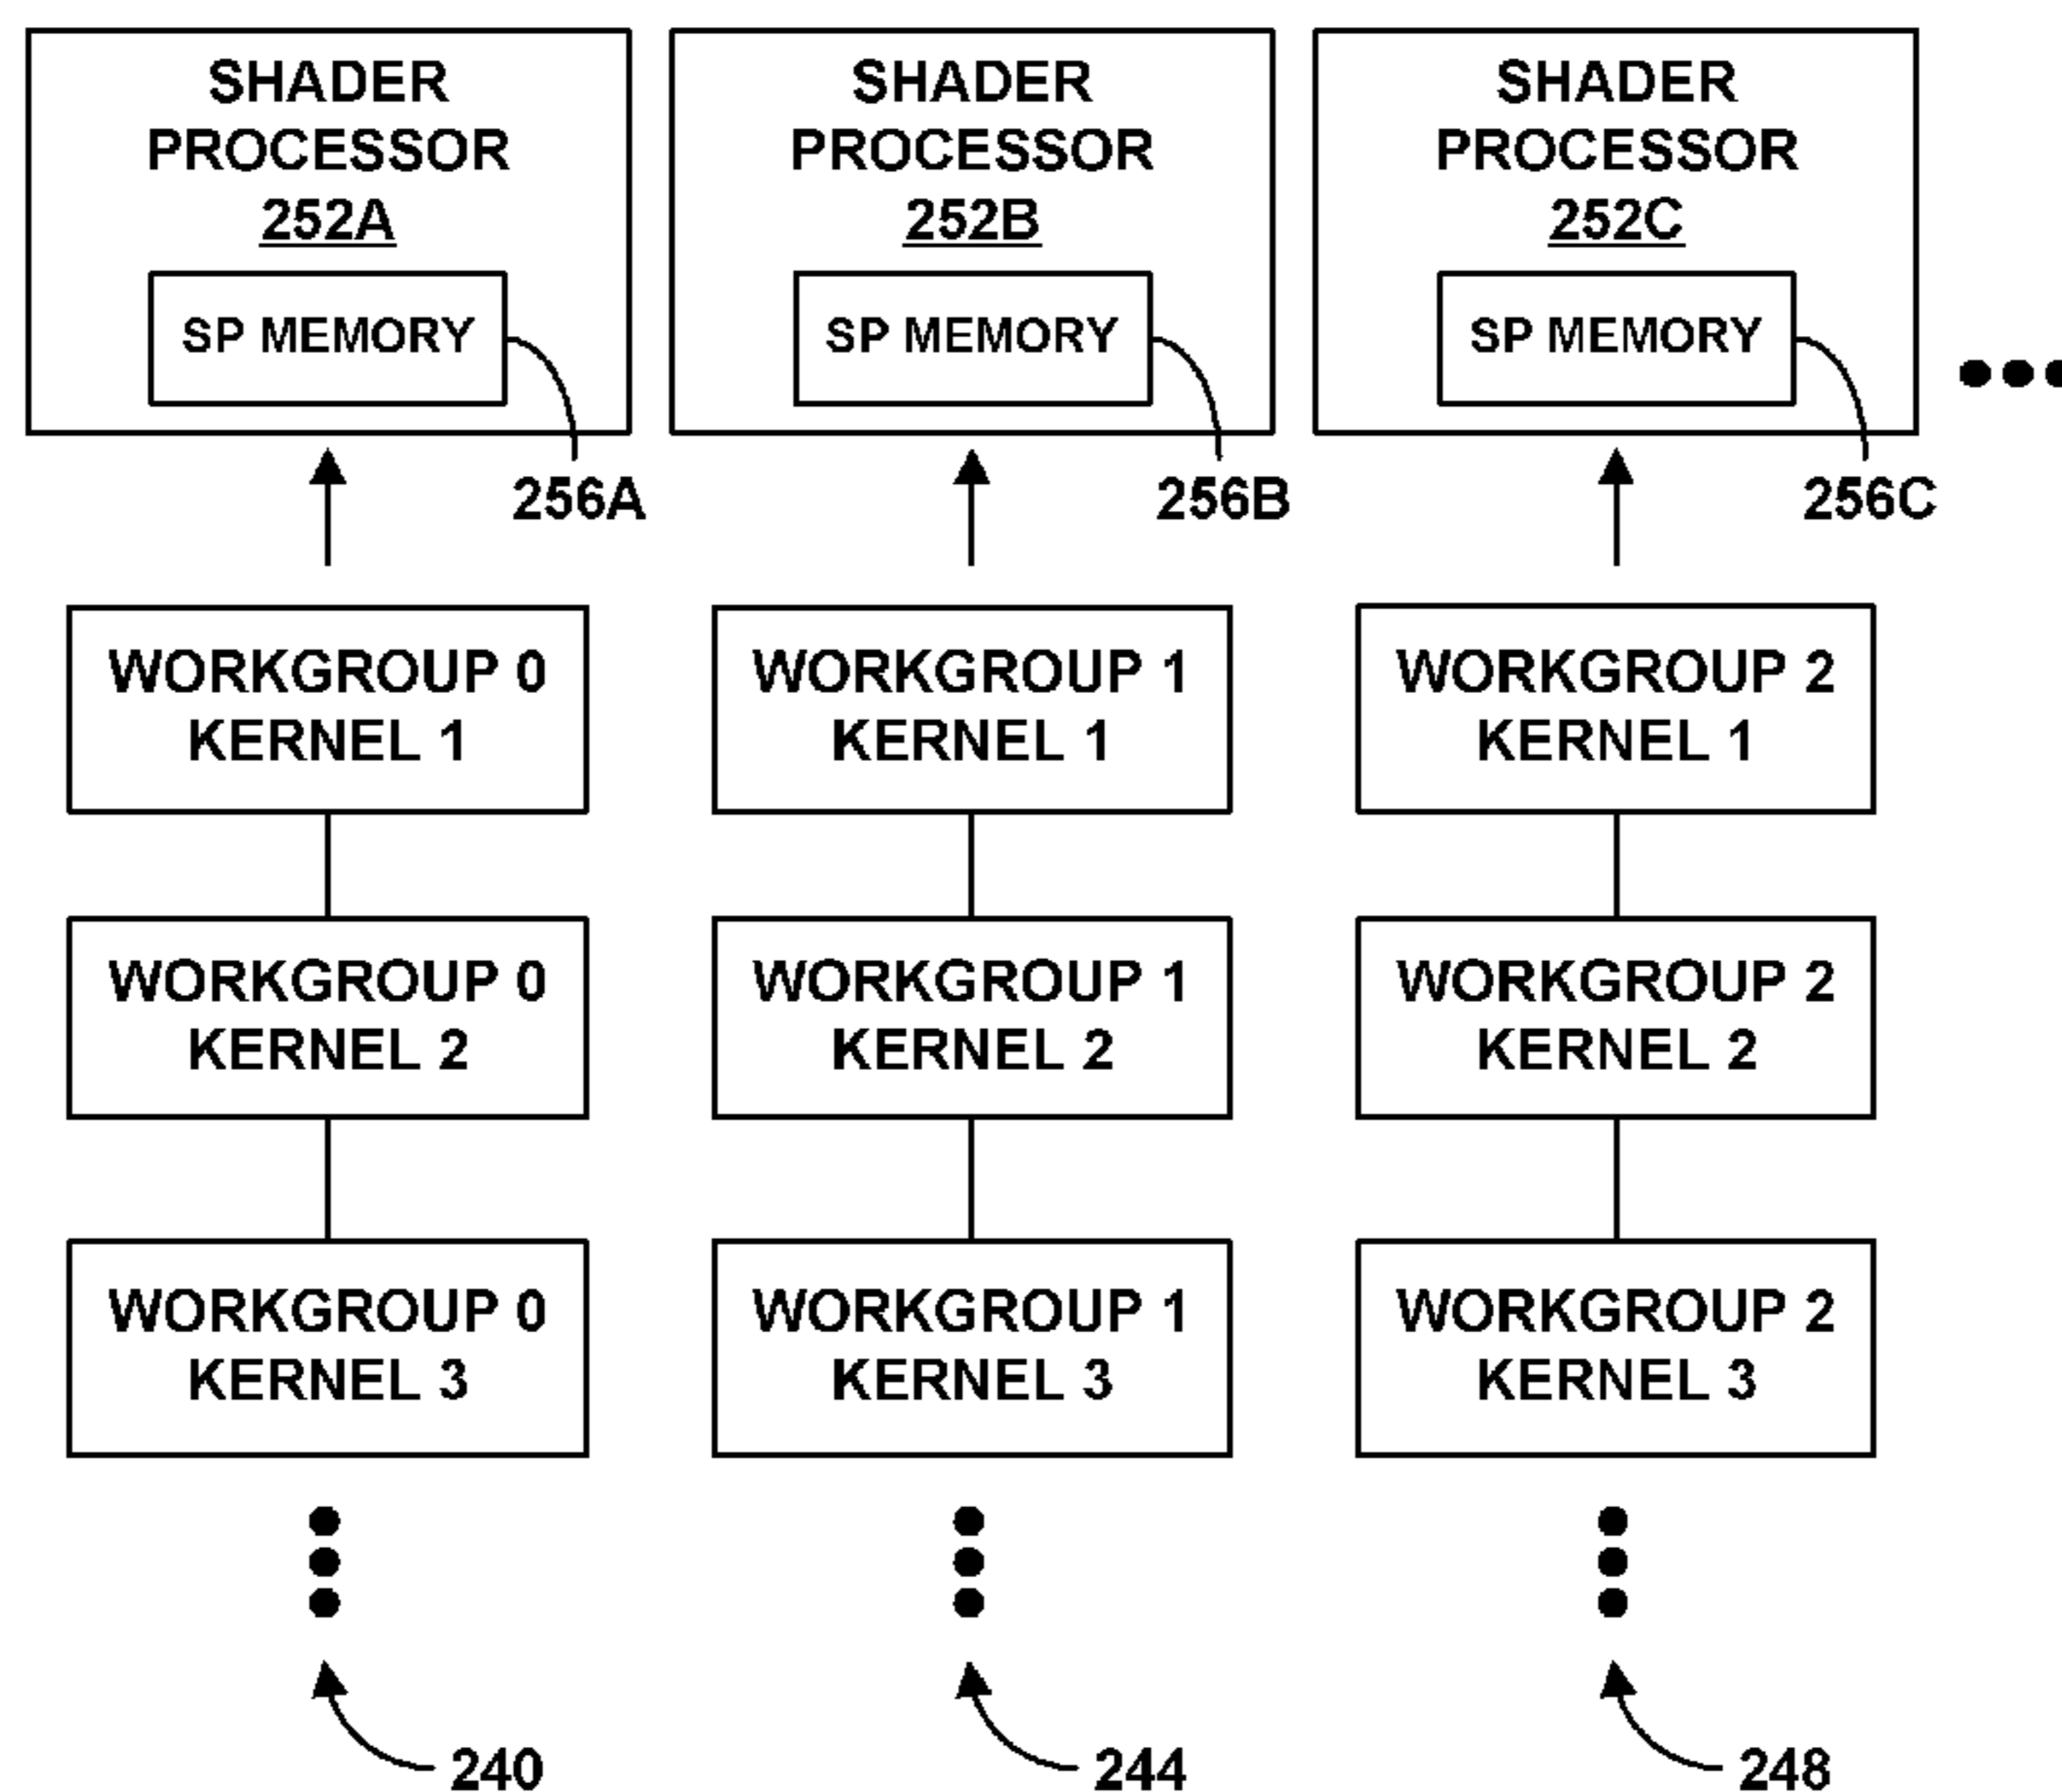 SHADER
PROCESSOR
252A
SP MEMORY
256A
SHADER
PROCESSOR
252B
SP MEMORY
256B
SHADER
PROCESSOR
252C
SP MEMORY
256C
WORKGROUP 0
KERNEL 1
WORKGROUP 1
KERNEL 1
WORKGROUP 2
KERNEL 1
WORKGROUP 0
KERNEL 2
WORKGROUP 1
KERNEL 2
WORKGROUP 2
KERNEL 2
WORKGROUP 0
KERNEL 3
WORKGROUP 1
KERNEL 3
WORKGROUP 2
KERNEL 3
240
244
248